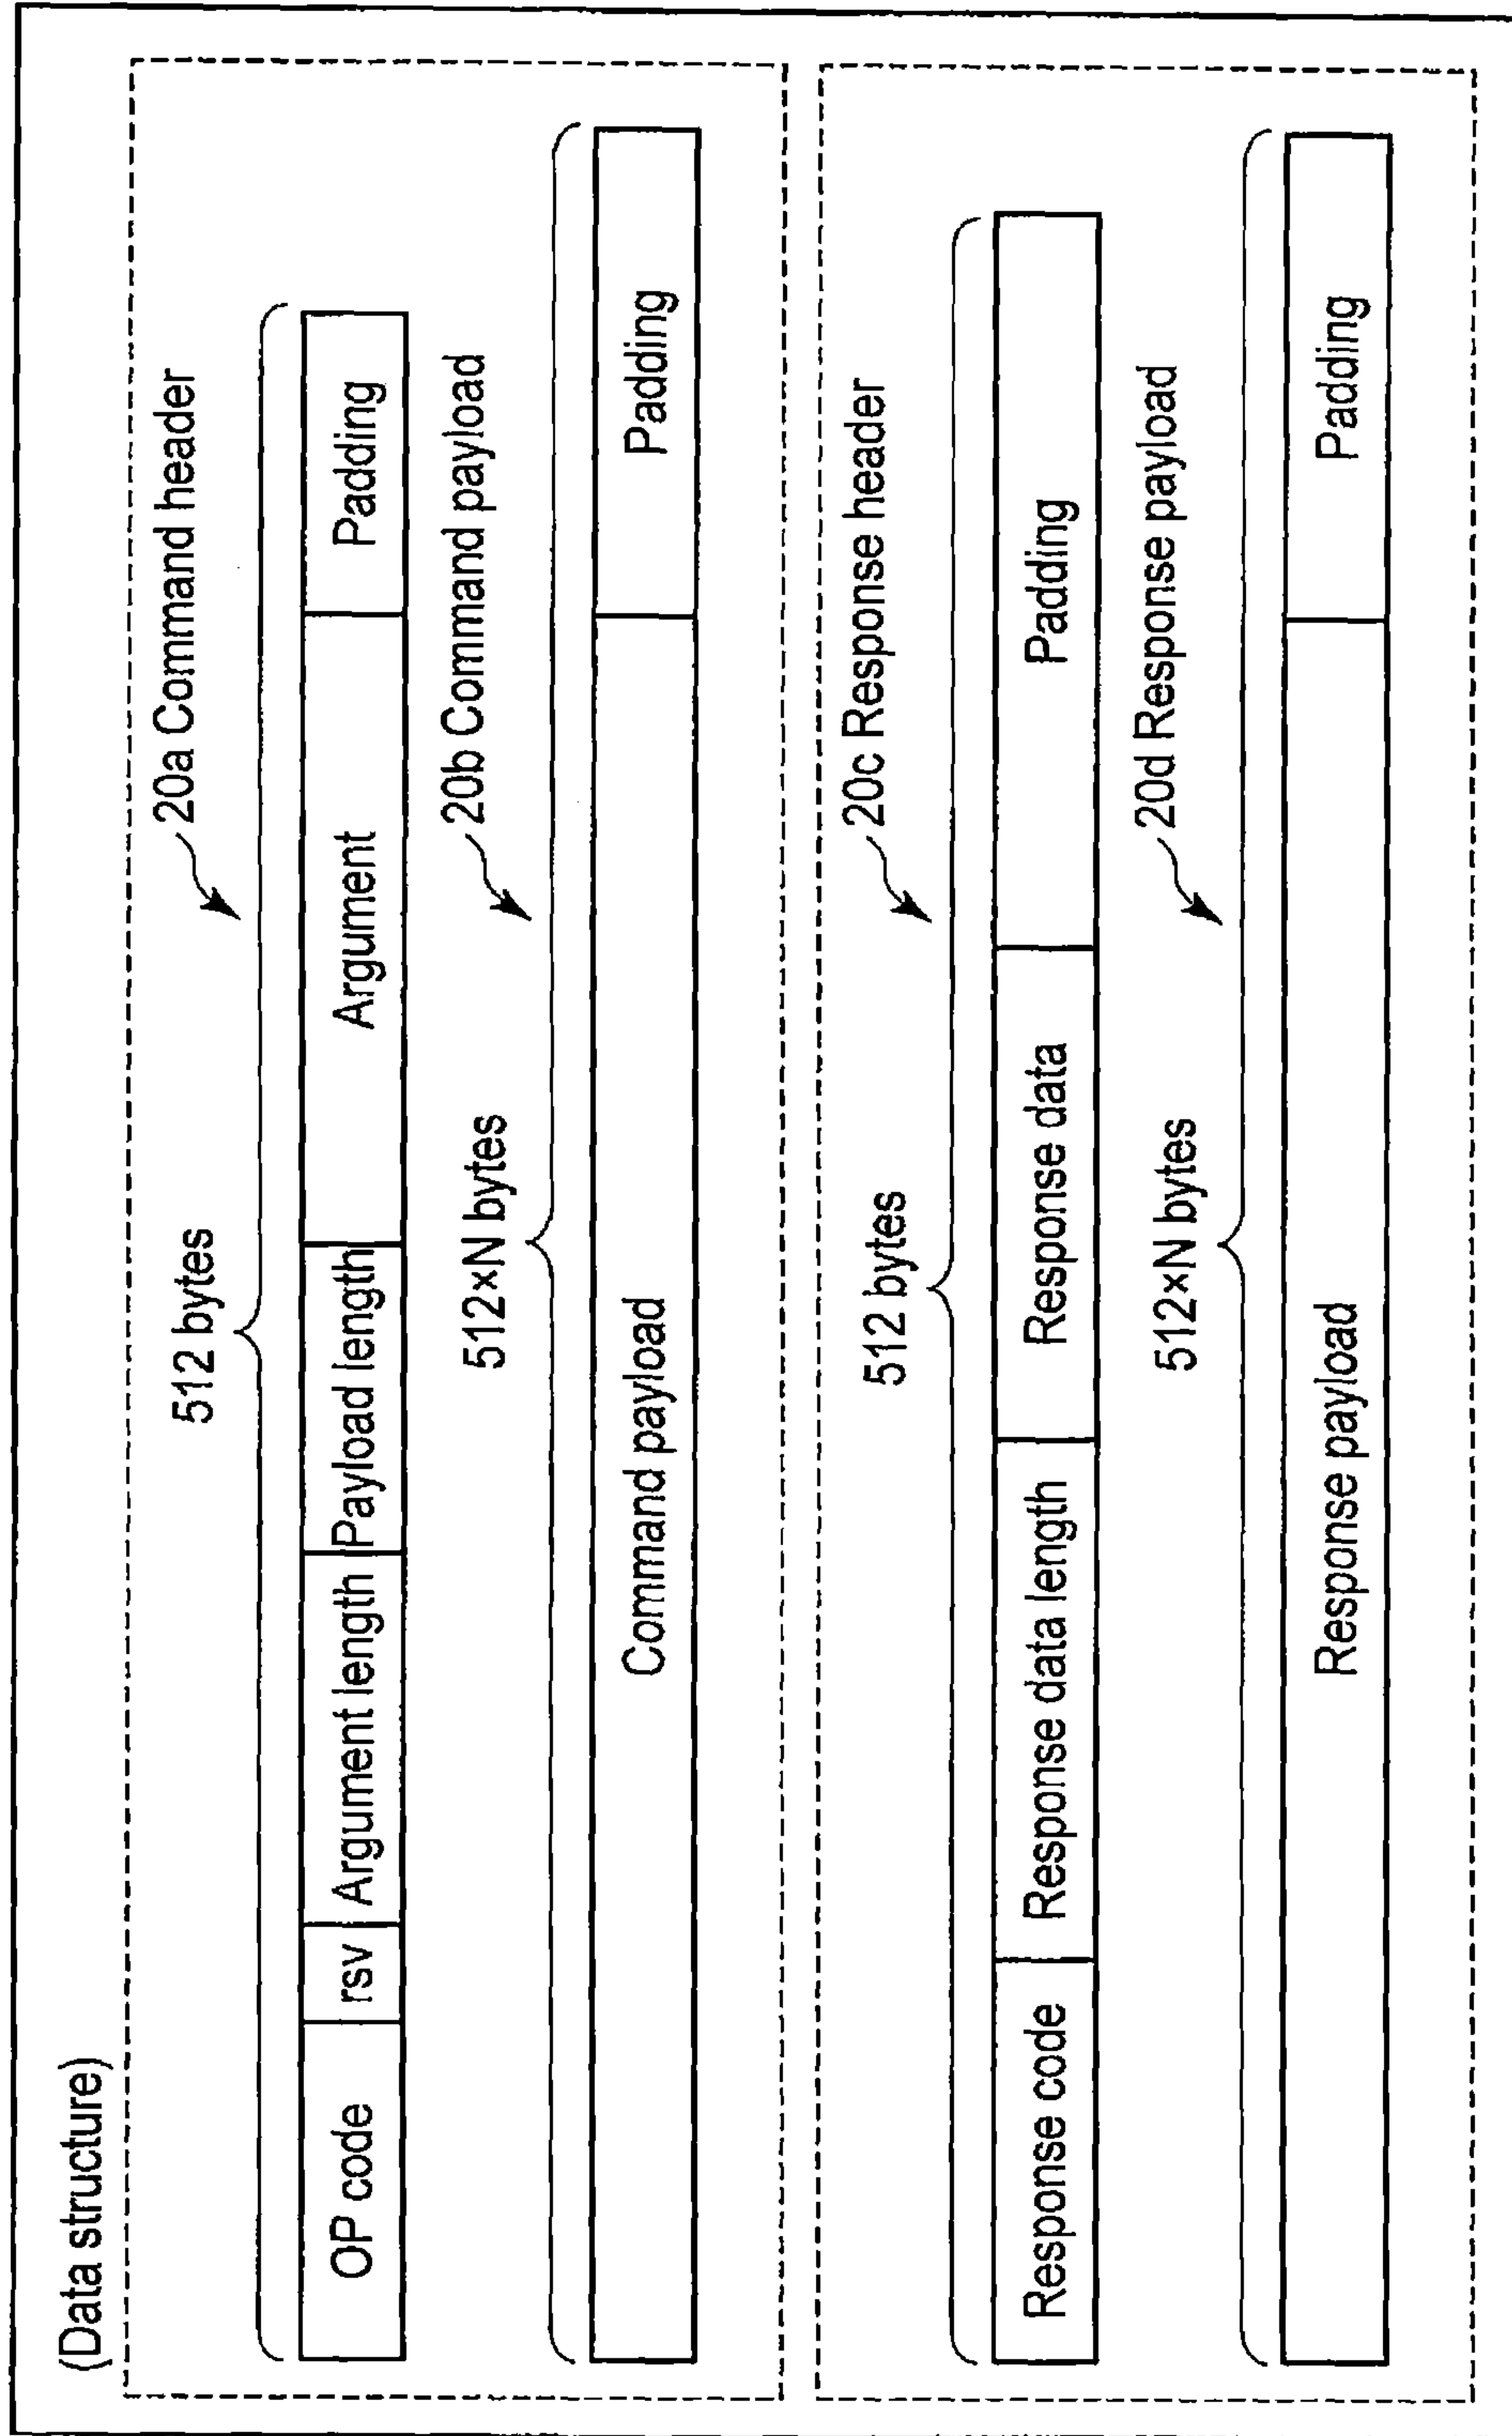 (Data structure)
512 bytes
20a Command header
OP code
rsv
Argument length
Payload length
Argument
Padding
512×N bytes
20b Command payload
Command payload
Padding
512 bytes
20c Response header
Response code
Response data length
Response data
Padding
512×N bytes
20d Response payload
Response payload
Padding